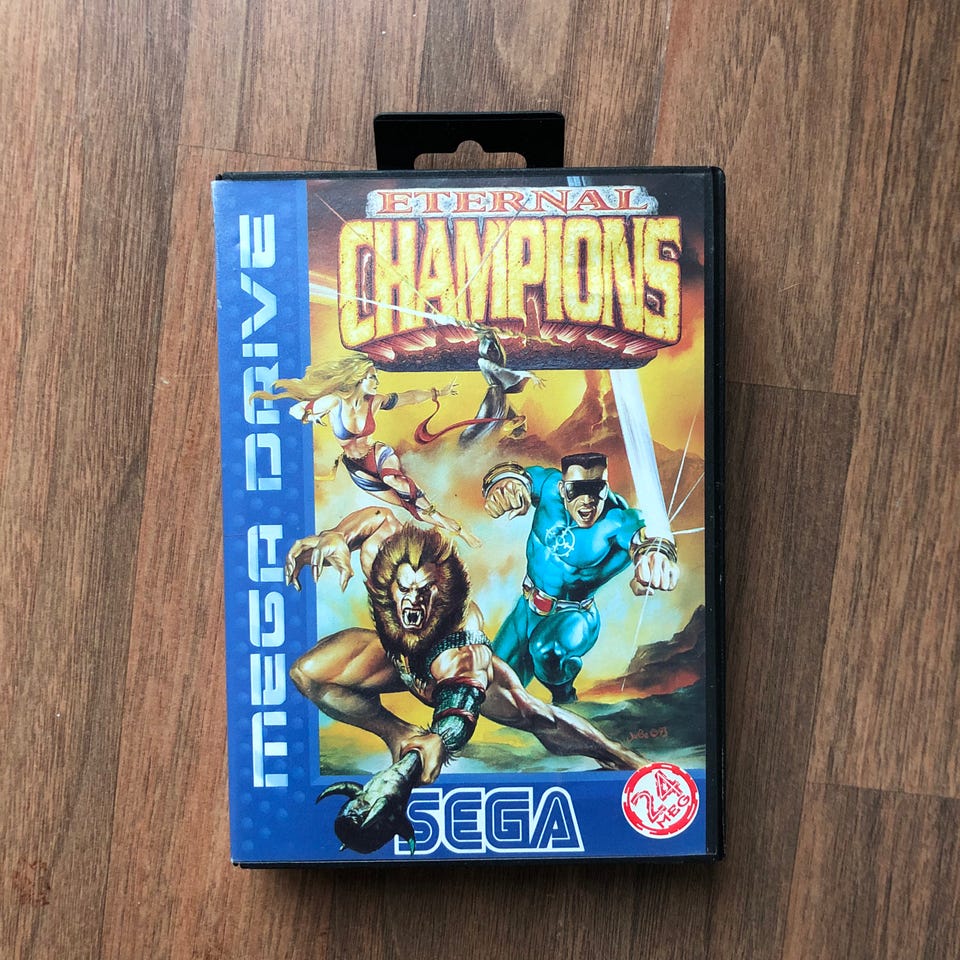 ETERNAL
CHAMPIONS
MEGA DRIVE
SEGA
24
MEG